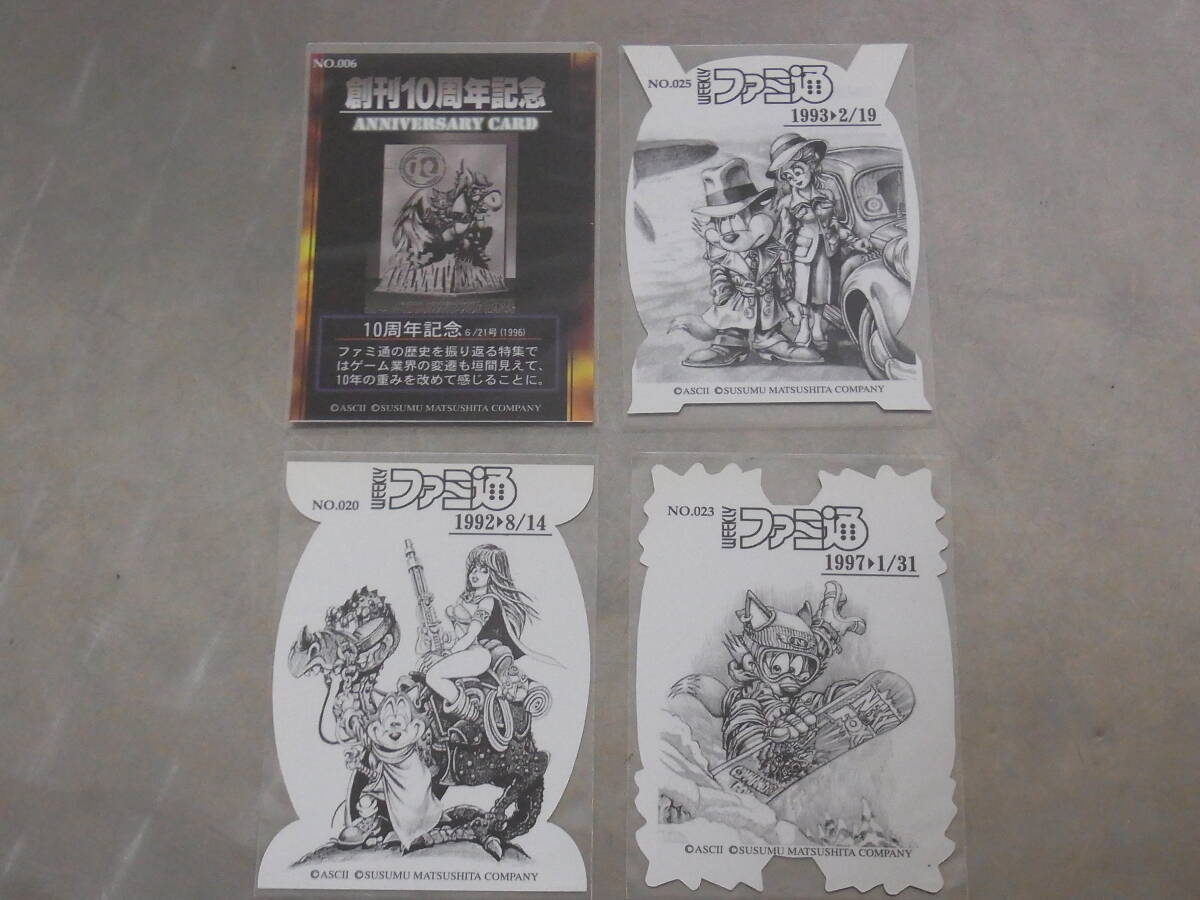 NO.006
創刊10周年記念
ANNIVERSARY CARD
10
10周年記念 6/21号(1996)
ファミ通の歴史を振り返る特集で
はゲーム業界の変遷も垣間見えて、
10年の重みを改めて感じることに。
©ASCII ©SUSUMU MATSUSHITA COMPANY
NO.025
WEEKLY ファミ通
1993▶2/19
©ASCII ©SUSUMU MATSUSHITA COMPANY
NO.020
WEEKLY ファミ通
1992▶8/14
©ASCII ©SUSUMU MATSUSHITA COMPANY
NO.023
WEEKLY ファミ通
1997▶1/31
©ASCII ©SUSUMU MATSUSHITA COMPANY